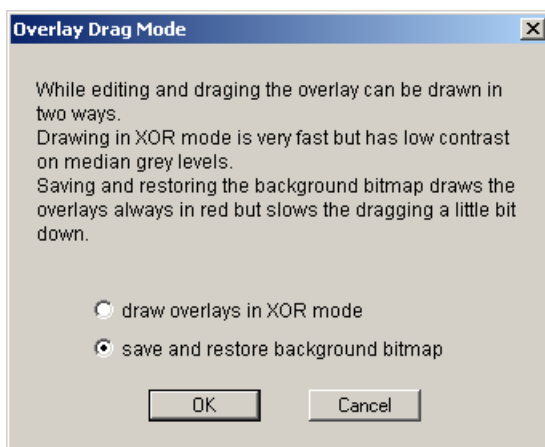 Overlay Drag Mode
While editing and draging the overlay can be drawn in
two ways.
Drawing in XOR mode is very fast but has low contrast
on median grey levels.
Saving and restoring the background bitmap draws the
overlays always in red but slows the dragging a little bit
down.
draw overlays in XOR mode
save and restore background bitmap
OK
Cancel